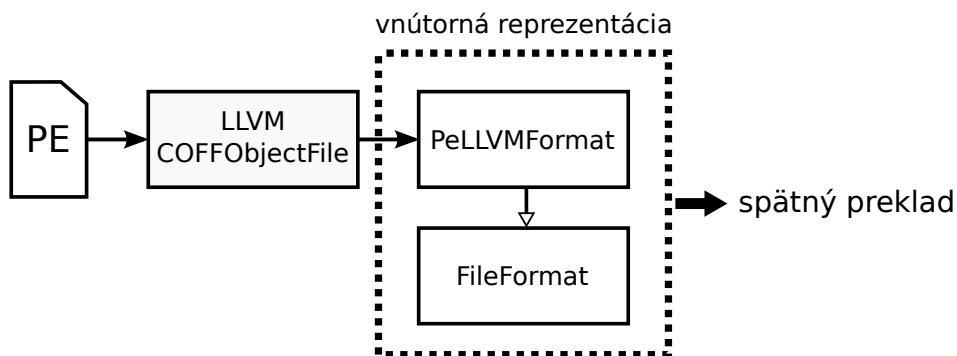 vnútorná reprezentácia
PE
LLVM
COFFObjectFile
PeLLVMFormat
spätný preklad
FileFormat